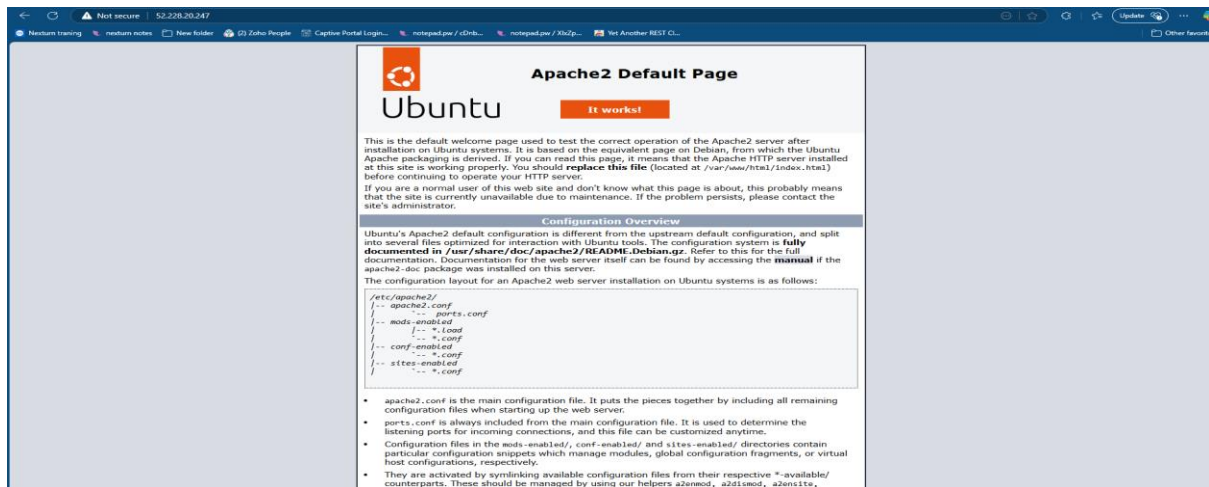 Not secure 52.228.20.247
Update
Nexturn traning nexturn notes New folder (2) Zoho People Captive Portal Login... notepad.pw / cDnb... notepad.pw / XlxZp... Yet Another REST Cl... Other favorit
Apache2 Default Page
Ubuntu
It works!
This is the default welcome page used to test the correct operation of the Apache2 server after
installation on Ubuntu systems. It is based on the equivalent page on Debian, from which the Ubuntu
Apache packaging is derived. If you can read this page, it means that the Apache HTTP server installed
at this site is working properly. You should replace this file (located at /var/www/html/index.html)
before continuing to operate your HTTP server.
If you are a normal user of this web site and don't know what this page is about, this probably means
that the site is currently unavailable due to maintenance. If the problem persists, please contact the
site's administrator.
Configuration Overview
Ubuntu's Apache2 default configuration is different from the upstream default configuration, and split
into several files optimized for interaction with Ubuntu tools. The configuration system is fully
documented in /usr/share/doc/apache2/README.Debian.gz. Refer to this for the full
documentation. Documentation for the web server itself can be found by accessing the manual if the
apache2-doc package was installed on this server.
The configuration layout for an Apache2 web server installation on Ubuntu systems is as follows:
/etc/apache2/
|-- apache2.conf
|       `--  ports.conf
|-- mods-enabled
|       |-- *.load
|       `-- *.conf
|-- conf-enabled
|       `-- *.conf
|-- sites-enabled
|       `-- *.conf
• apache2.conf is the main configuration file. It puts the pieces together by including all remaining
configuration files when starting up the web server.
• ports.conf is always included from the main configuration file. It is used to determine the
listening ports for incoming connections, and this file can be customized anytime.
• Configuration files in the mods-enabled/, conf-enabled/ and sites-enabled/ directories contain
particular configuration snippets which manage modules, global configuration fragments, or virtual
host configurations, respectively.
• They are activated by symlinking available configuration files from their respective *-available/
counterparts. These should be managed by using our helpers a2enmod, a2dismod, a2ensite,